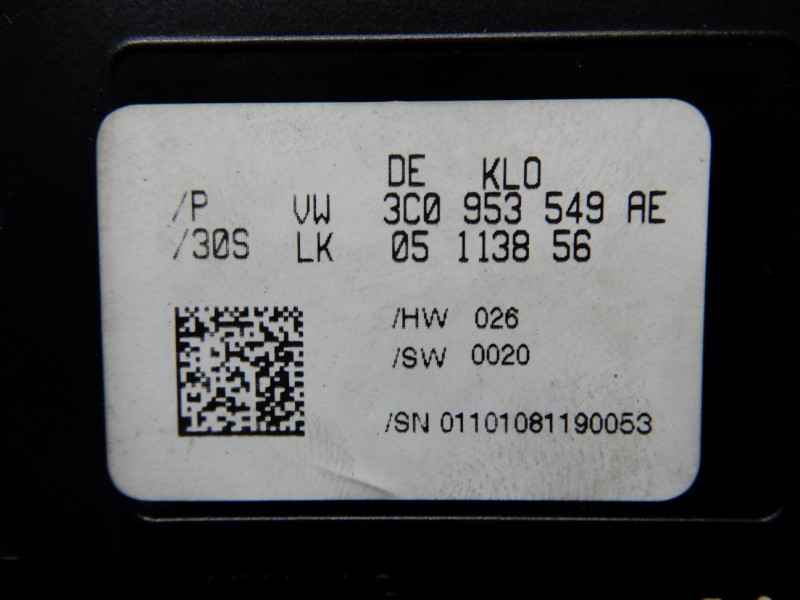 DE KLO
/P VW 3C0 953 549 AE
/30S LK 05 1138 56
/HW 026
/SW 0020
/SN 01101081190053